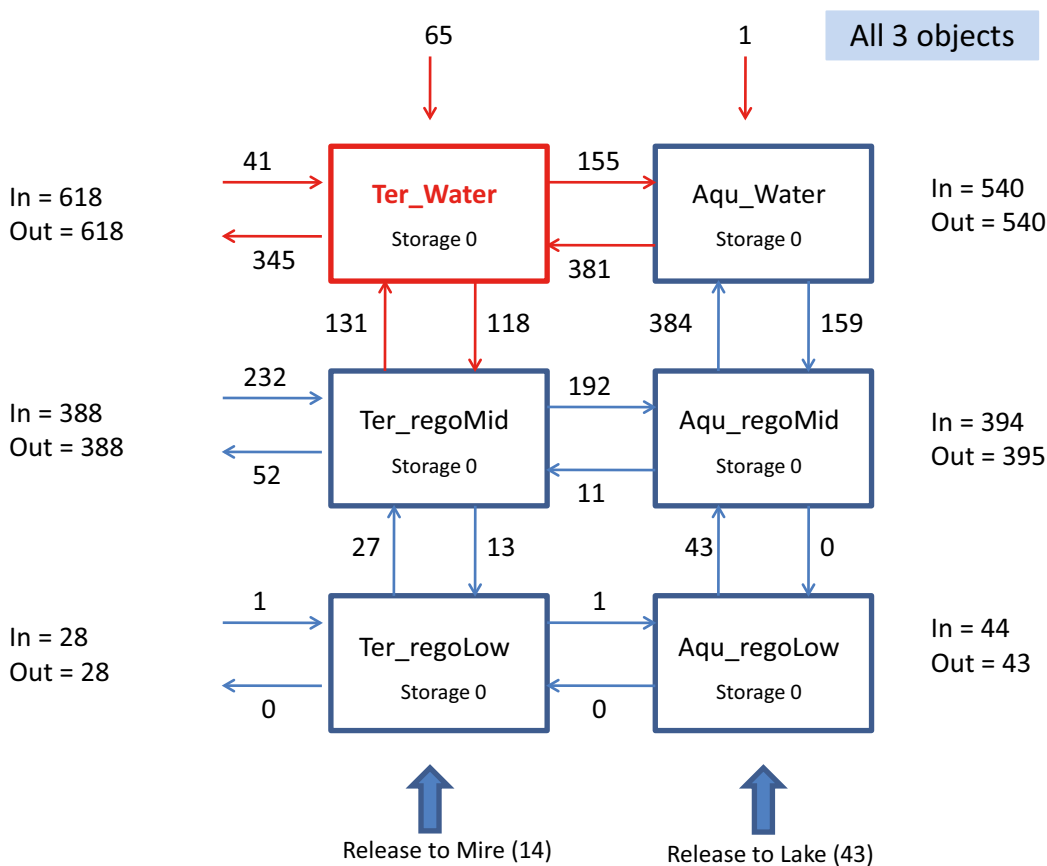 65
1
All 3 objects
41
155
In = 618
Out = 618
Ter_Water
Storage 0
Aqu_Water
Storage 0
In = 540
Out = 540
345
381
131
118
384
159
232
192
In = 388
Out = 388
Ter_regoMid
Storage 0
Aqu_regoMid
Storage 0
In = 394
Out = 395
52
11
27
13
43
0
1
1
In = 28
Out = 28
Ter_regoLow
Storage 0
Aqu_regoLow
Storage 0
In = 44
Out = 43
0
0
Release to Mire (14)
Release to Lake (43)